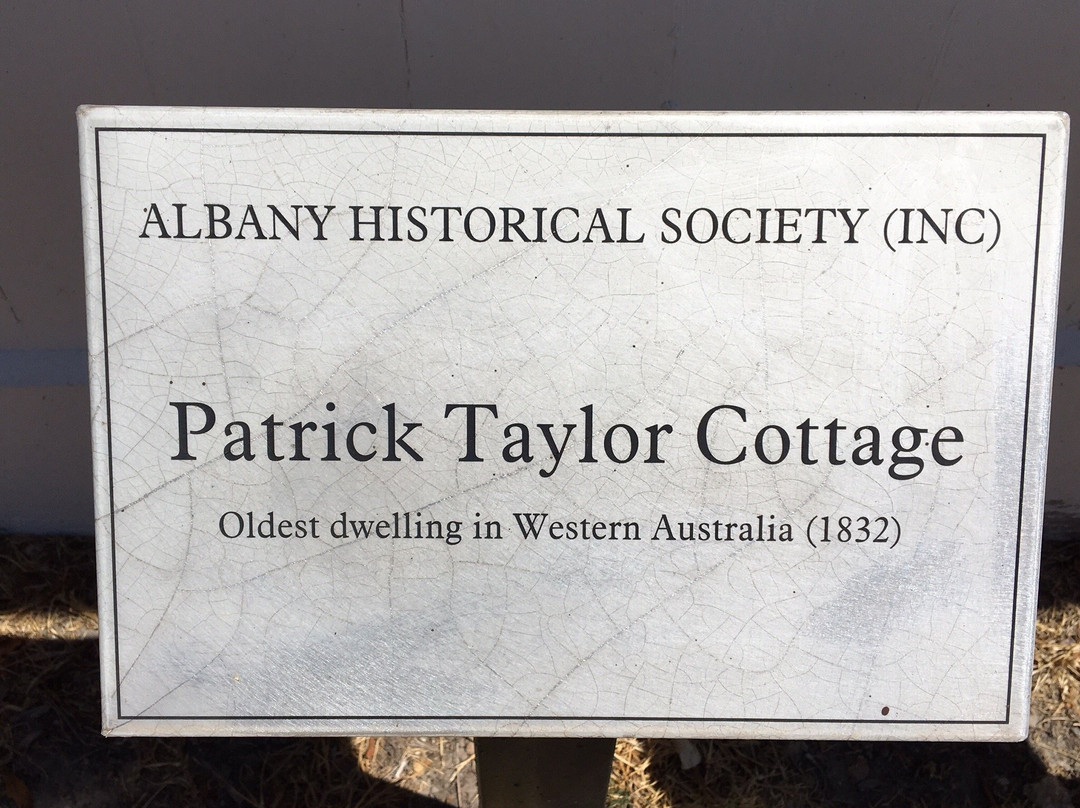 ALBANY HISTORICAL SOCIETY (INC)
Patrick Taylor Cottage
Oldest dwelling in Western Australia (1832)